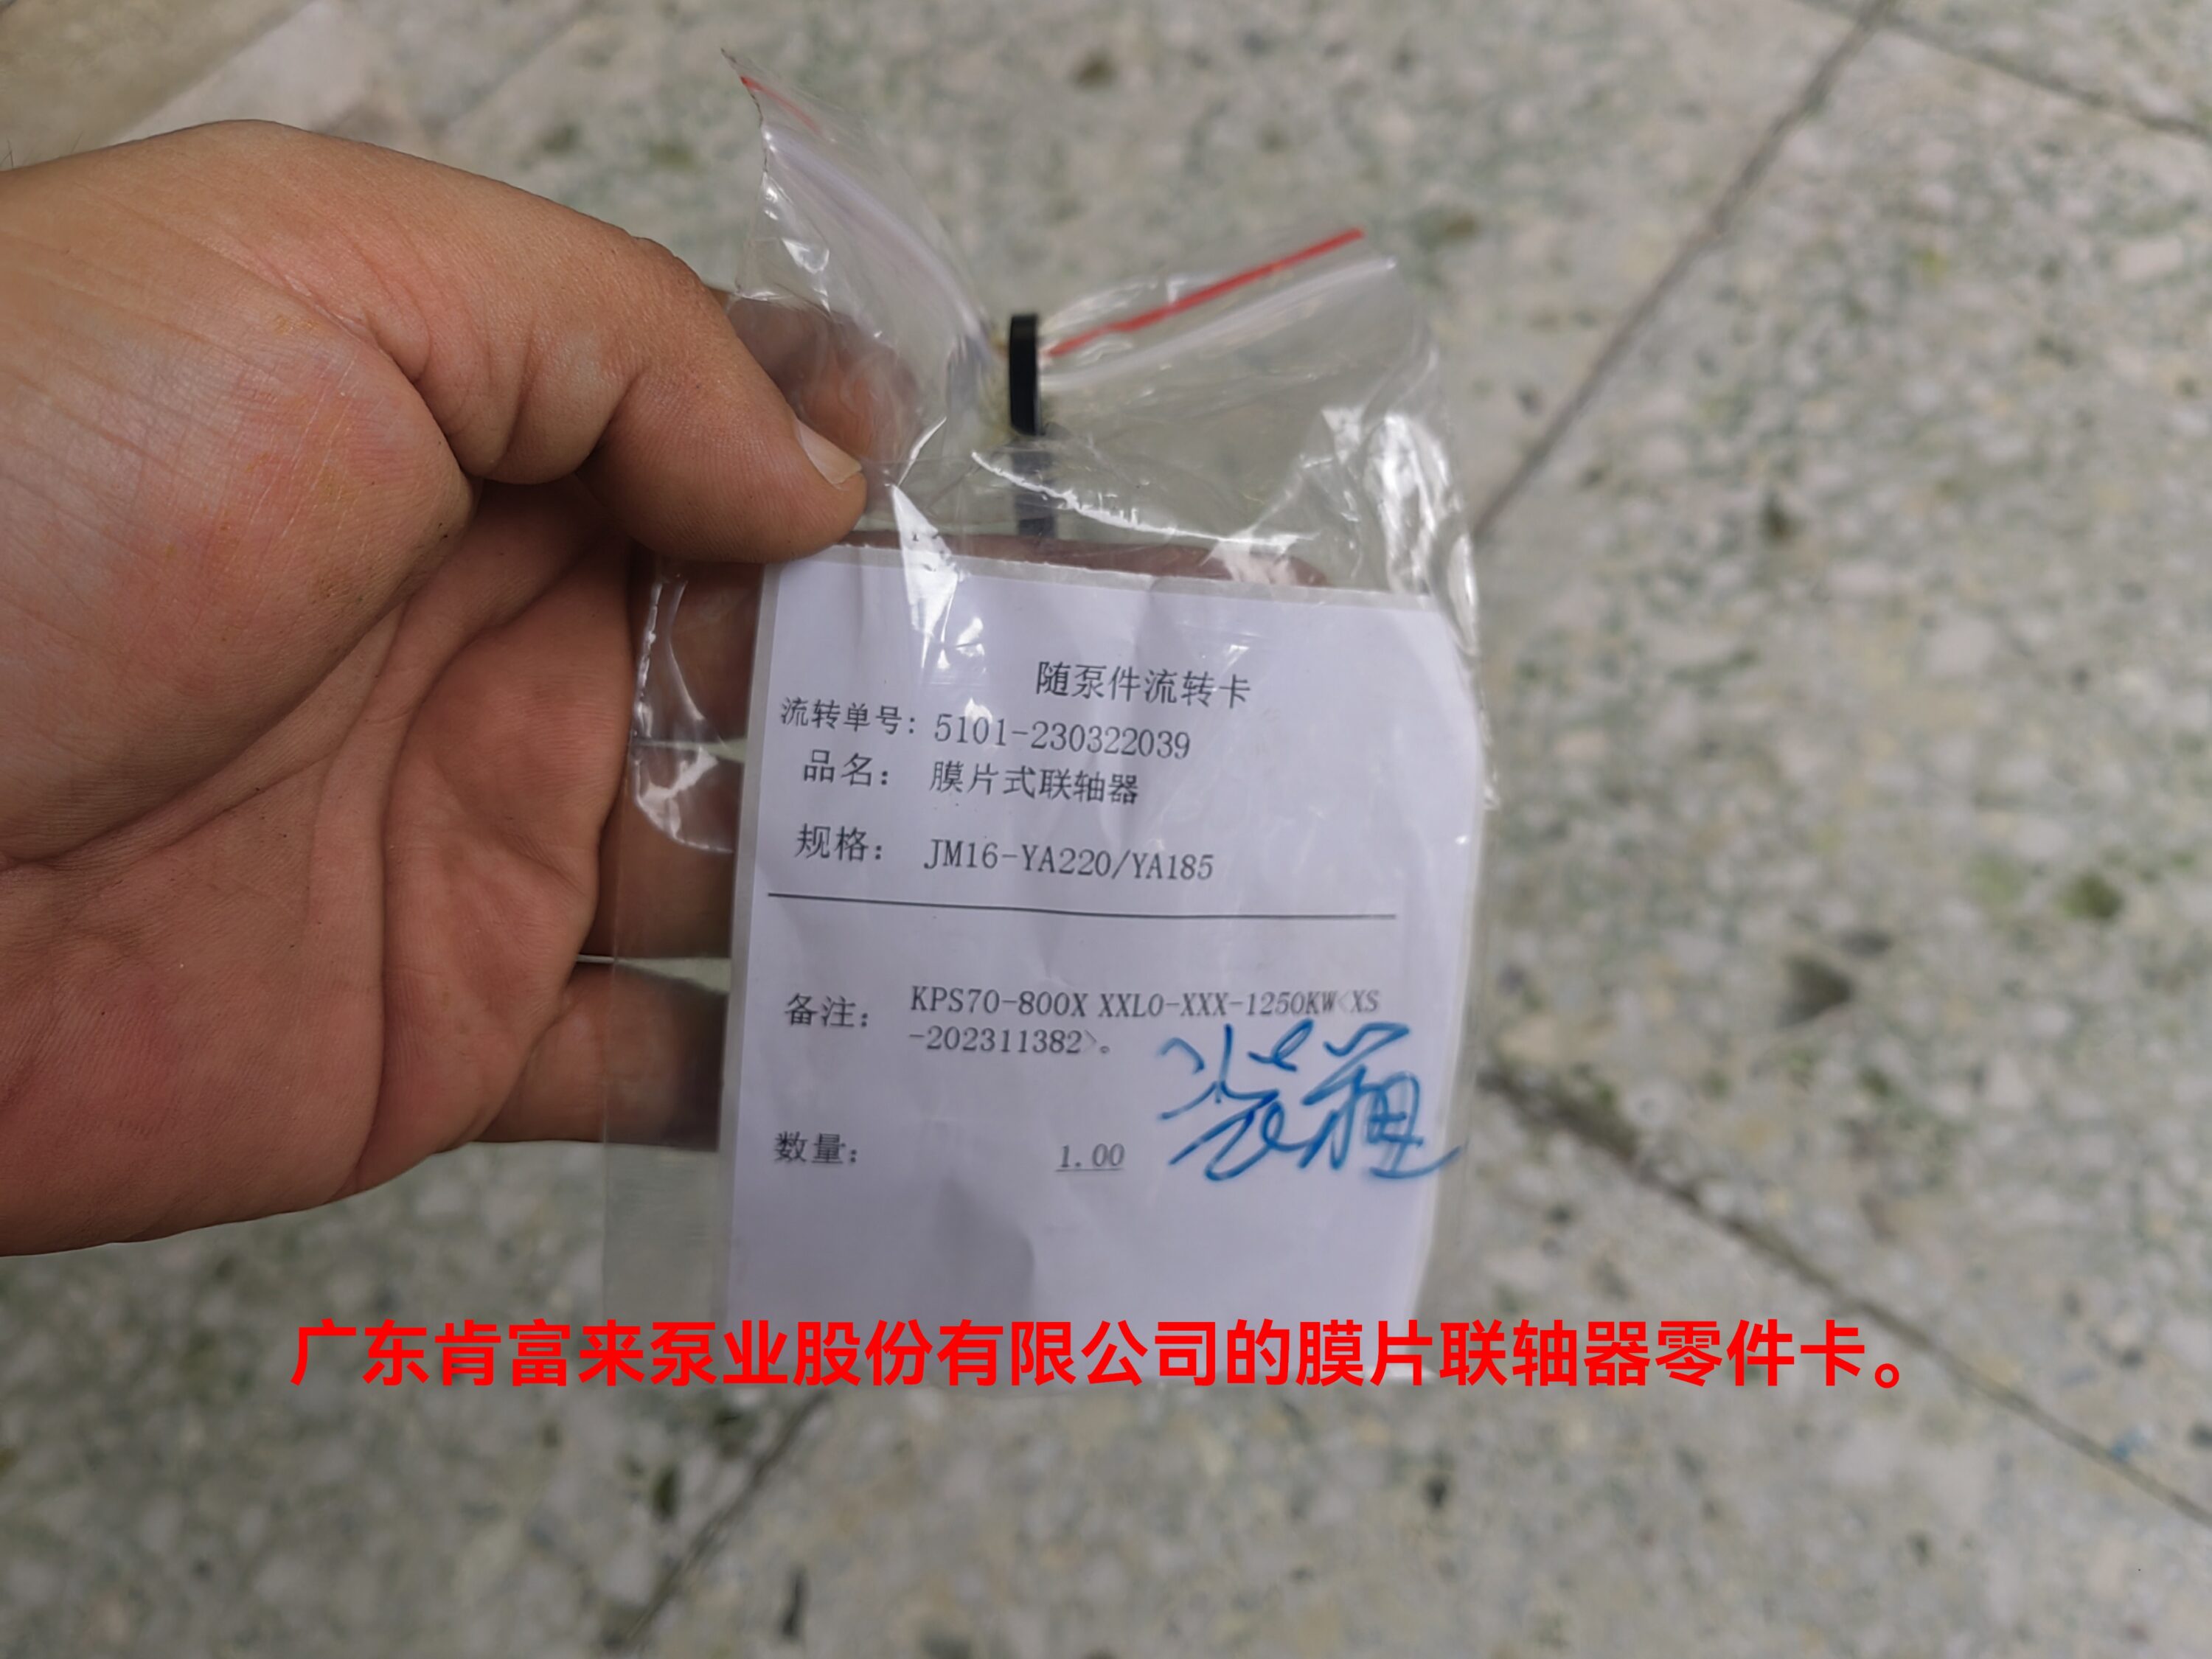 随泵件流转卡
流转单号：5101-230322039
品名： 膜片式联轴器
规格： JM16-YA220/YA185
备注： KPS70-800X XXL0-XXX-1250KW<XS
-202311382>。
装箱
数量： 1.00
广东肯富来泵业股份有限公司的膜片联轴器零件卡。